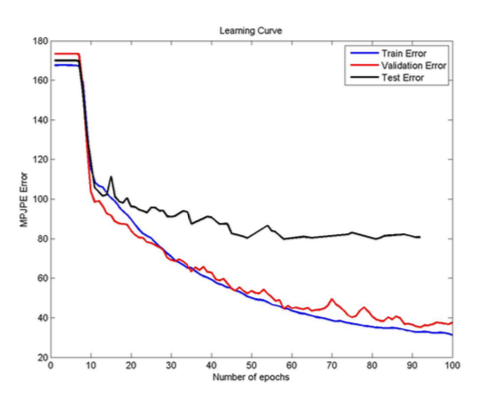 Learning Curve
Train Error
Validation Error
Test Error
MPJPE Error
180
160
140
120
100
80
60
40
20
0 10 20 30 40 50 60 70 80 90 100
Number of epochs